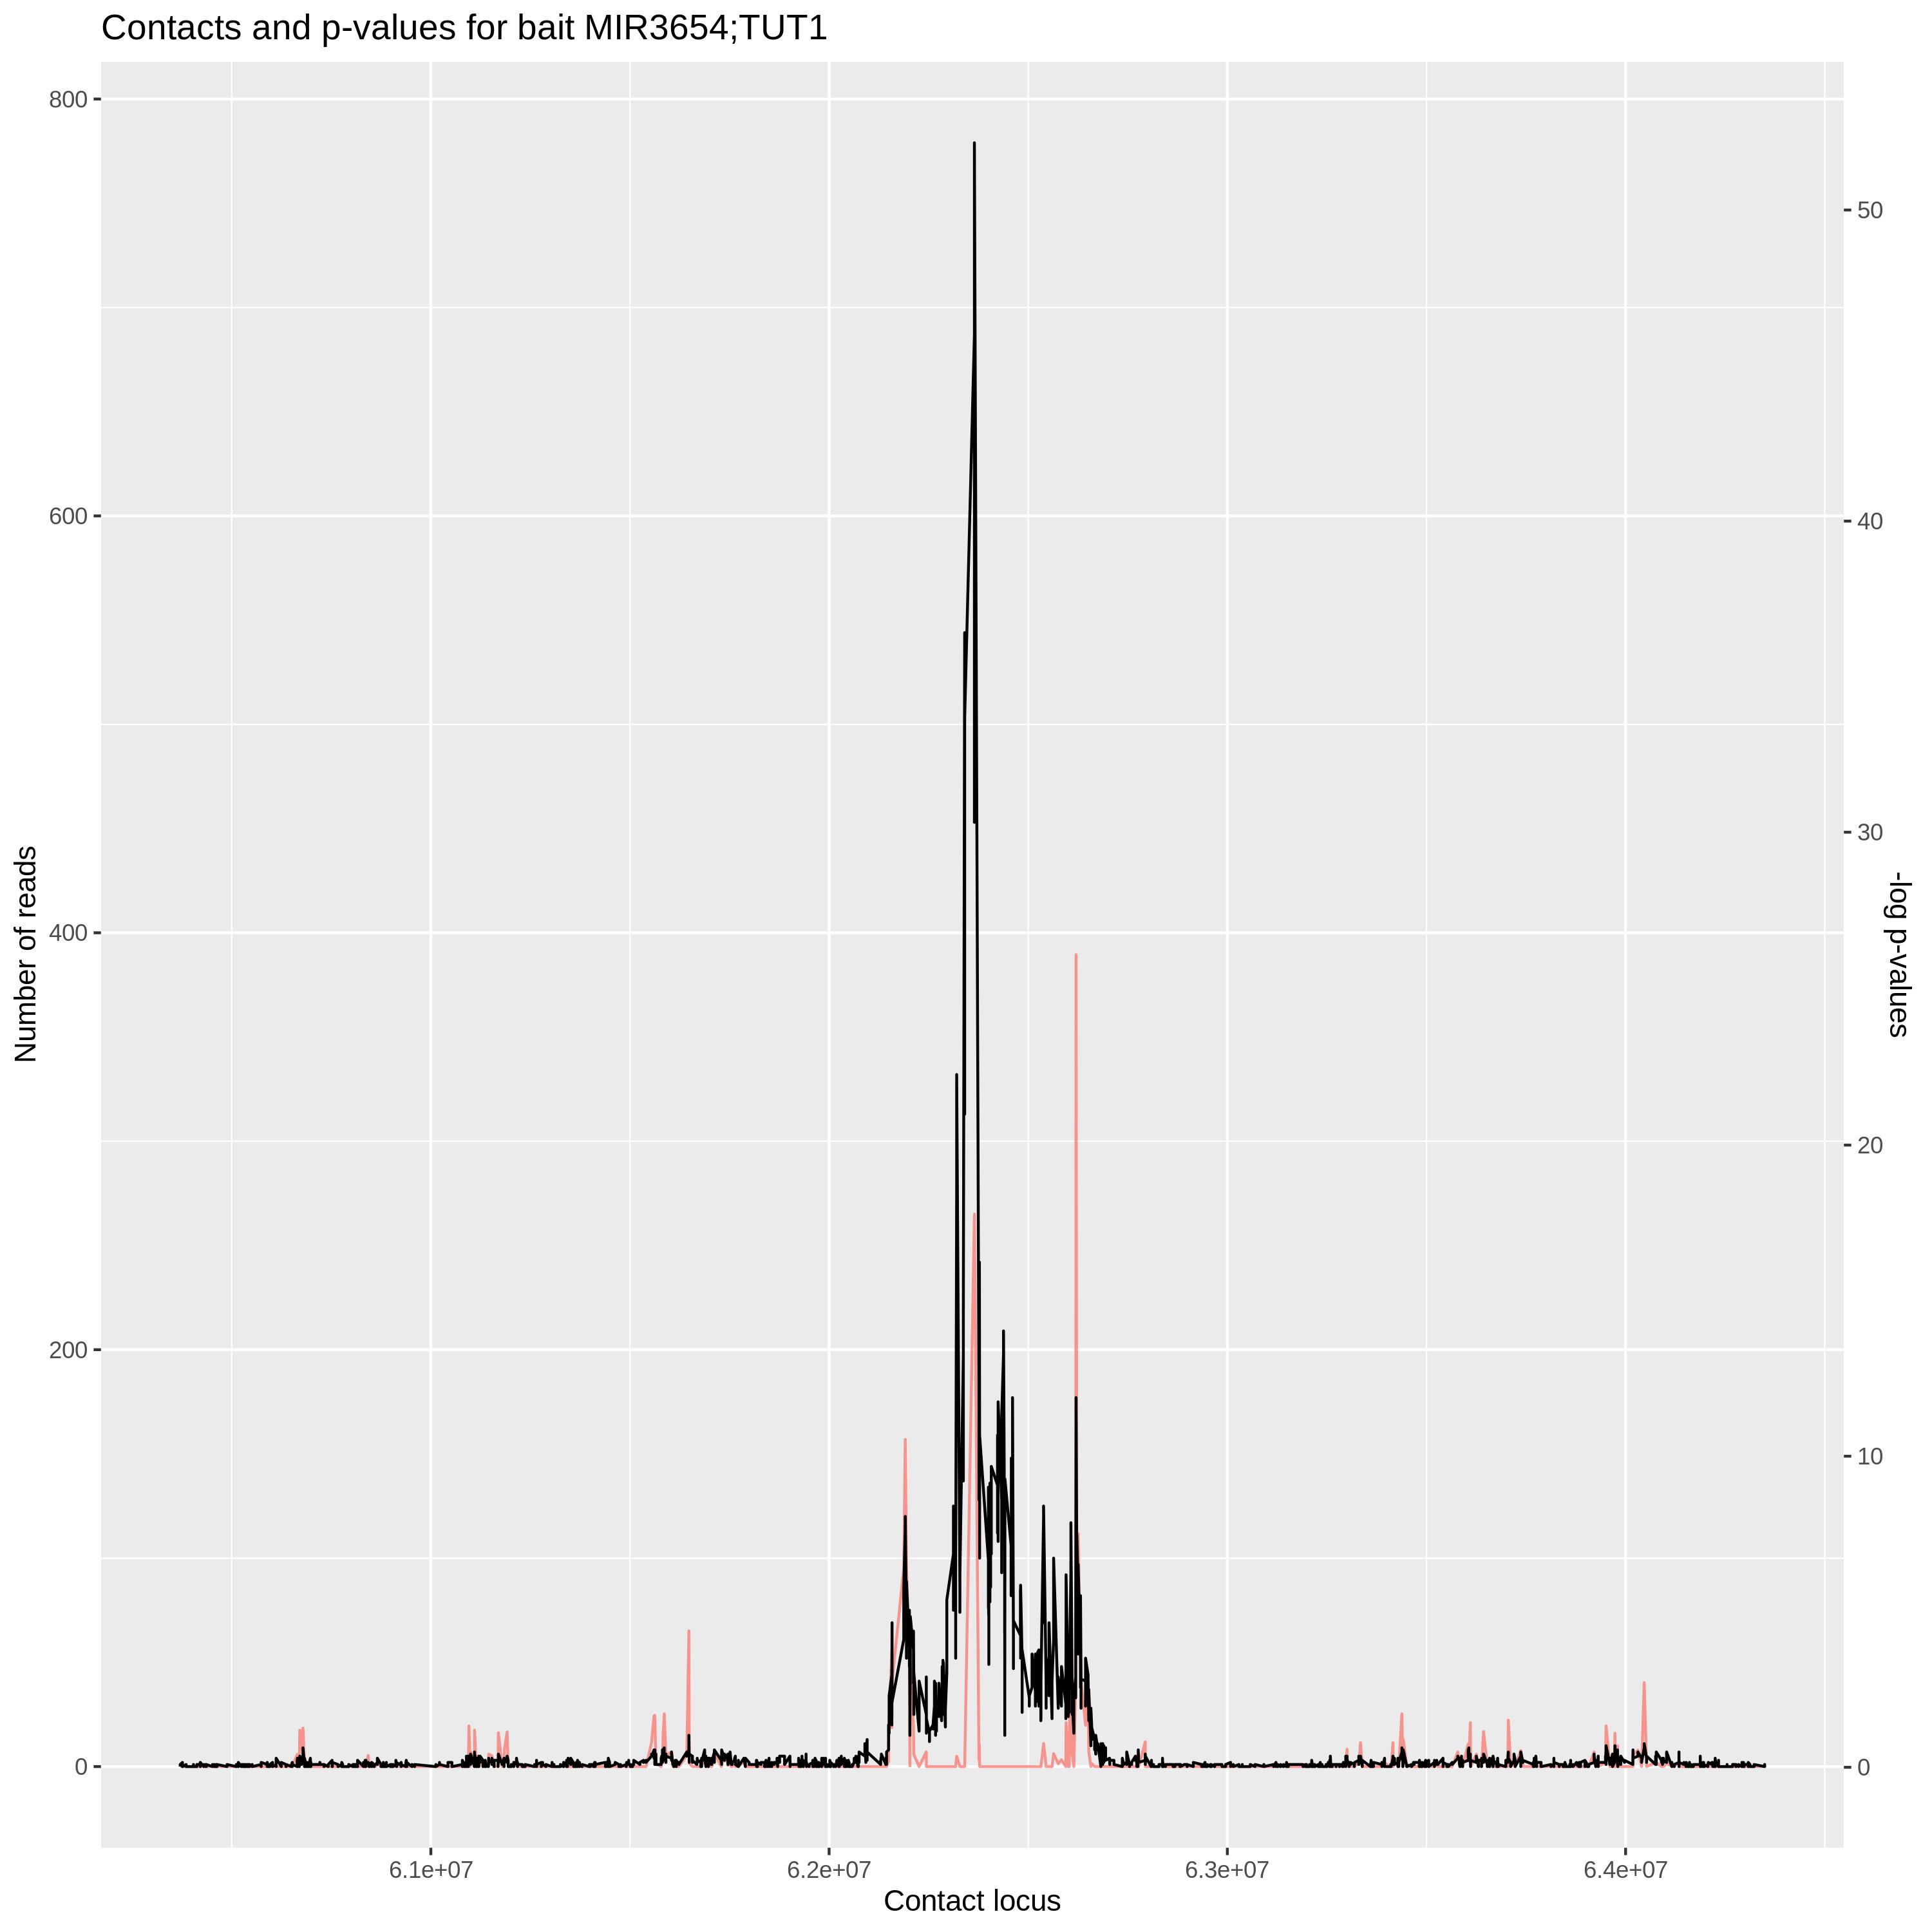 Contacts and p-values for bait MIR3654;TUT1
800
600
400
200
0
50
40
30
20
10
0
Number of reads
-log p-values
6.1e+07
6.2e+07
6.3e+07
6.4e+07
Contact locus